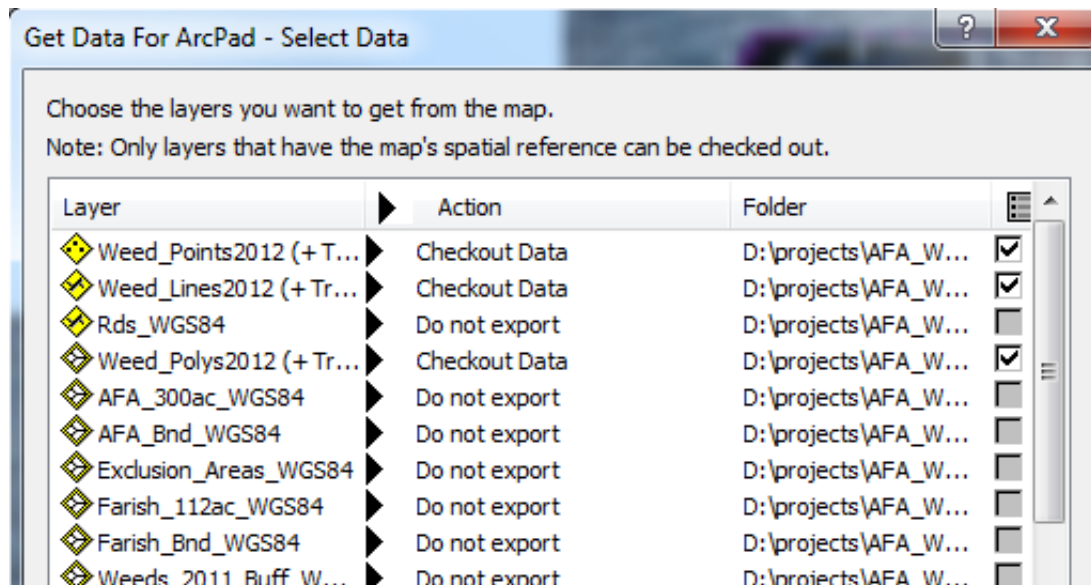 Get Data For ArcPad - Select Data
?
X
Choose the layers you want to get from the map.
Note: Only layers that have the map's spatial reference can be checked out.
Layer Action Folder
Weed_Points2012 (+ T... Checkout Data D:\projects\AFA_W...
Weed_Lines2012 (+ Tr... Checkout Data D:\projects\AFA_W...
Rds_WGS84 Do not export D:\projects\AFA_W...
Weed_Polys2012 (+ Tr... Checkout Data D:\projects\AFA_W...
AFA_300ac_WGS84 Do not export D:\projects\AFA_W...
AFA_Bnd_WGS84 Do not export D:\projects\AFA_W...
Exclusion_Areas_WGS84 Do not export D:\projects\AFA_W...
Farish_112ac_WGS84 Do not export D:\projects\AFA_W...
Farish_Bnd_WGS84 Do not export D:\projects\AFA_W...
Weeds_2011_Buff_W... Do not export D:\projects\AFA_W...